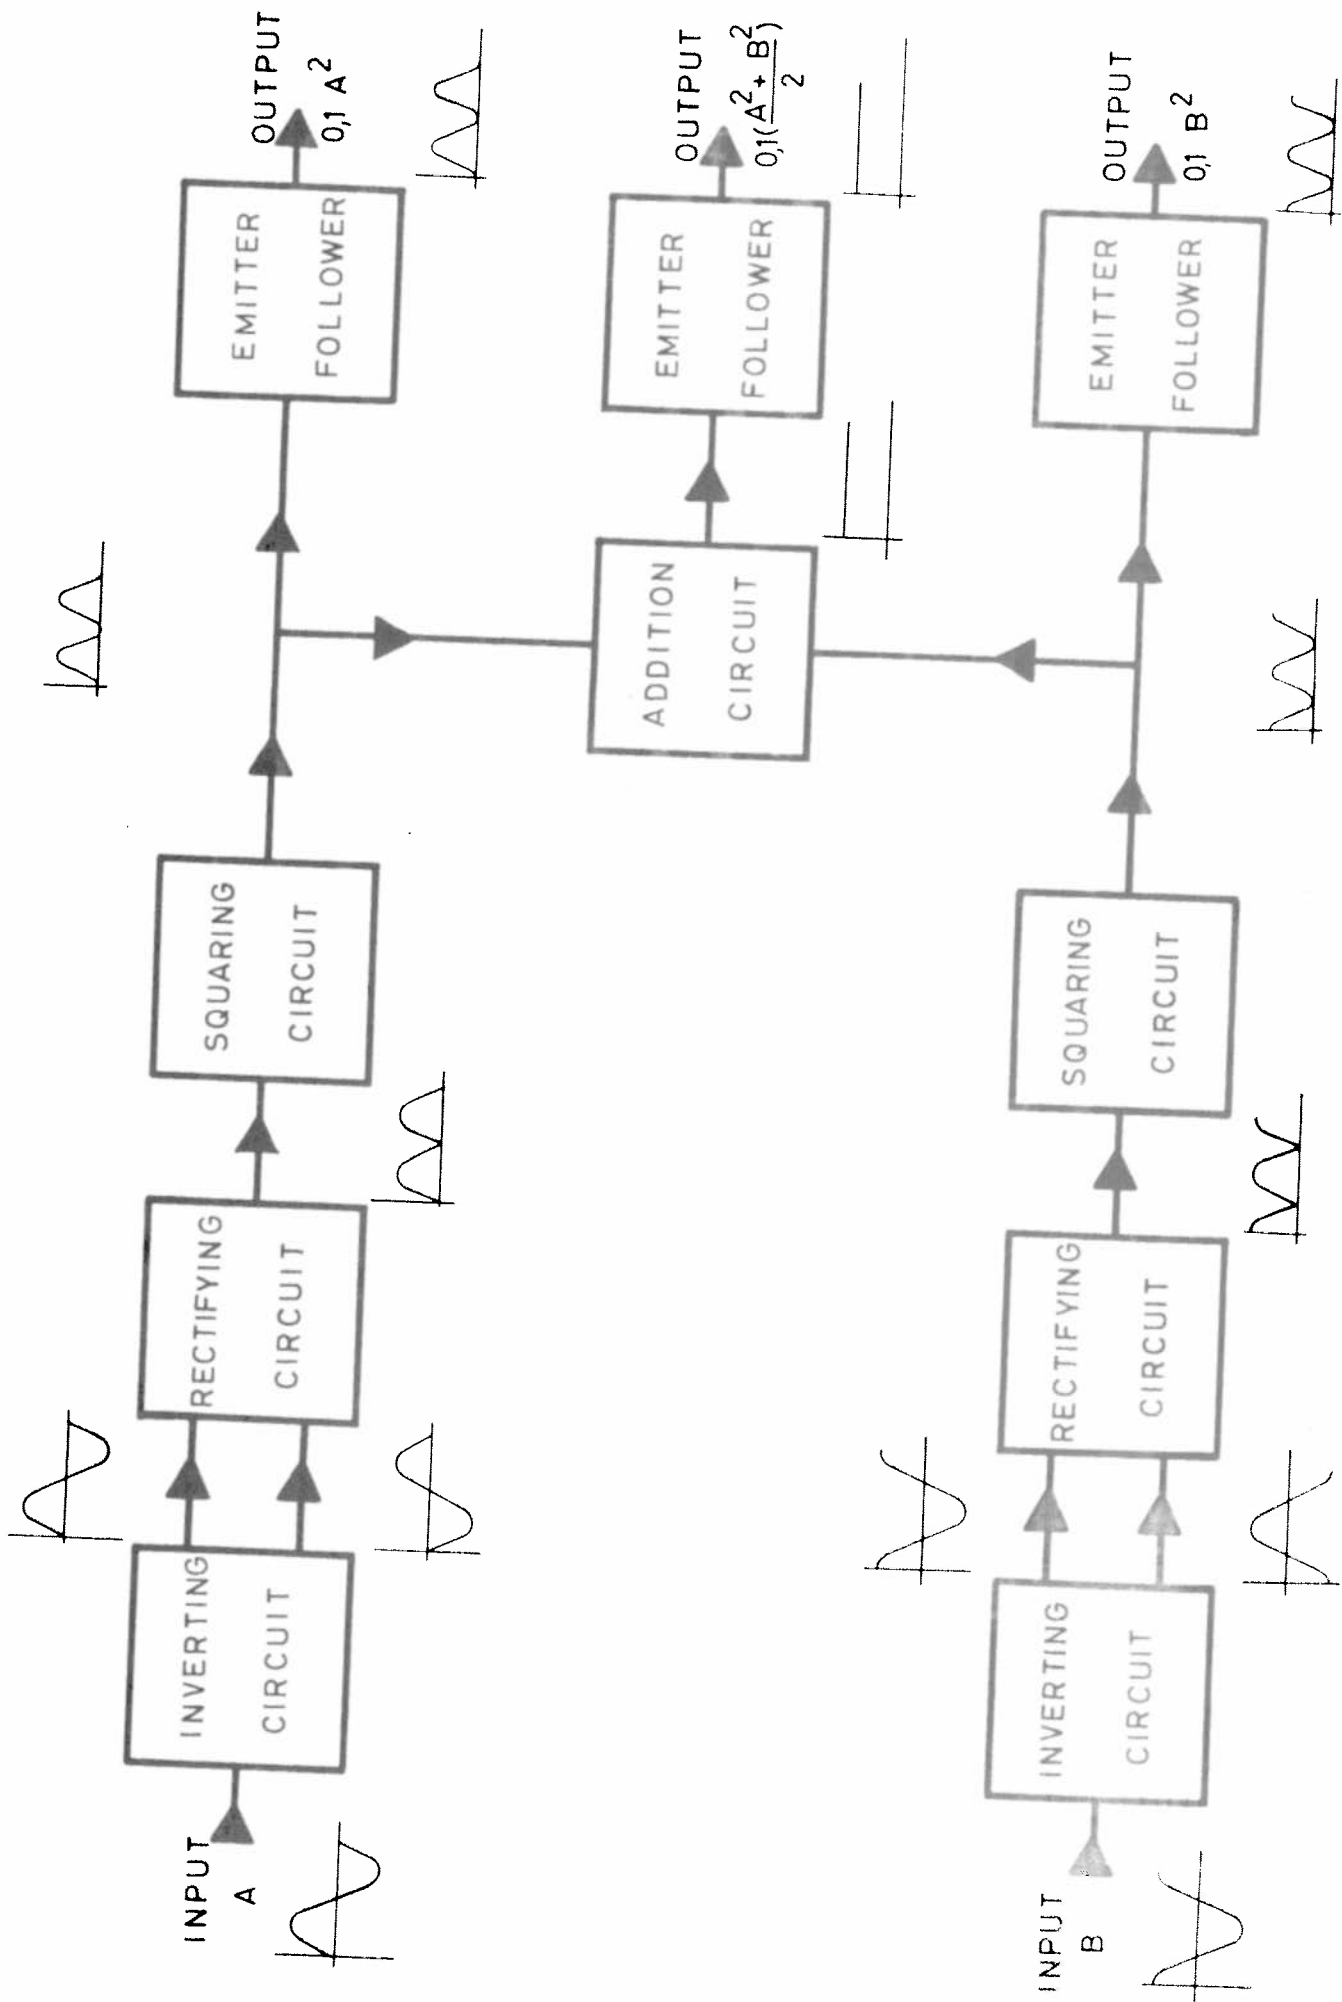 INPUT
A
INVERTING
CIRCUIT
RECTIFYING
CIRCUIT
SQUARING
CIRCUIT
EMITTER
FOLLOWER
OUTPUT
0,1 A²
ADDITION
CIRCUIT
EMITTER
FOLLOWER
OUTPUT
0,1(A² + B²
2)
INPUT
B
INVERTING
CIRCUIT
RECTIFYING
CIRCUIT
SQUARING
CIRCUIT
EMITTER
FOLLOWER
OUTPUT
0,1 B²